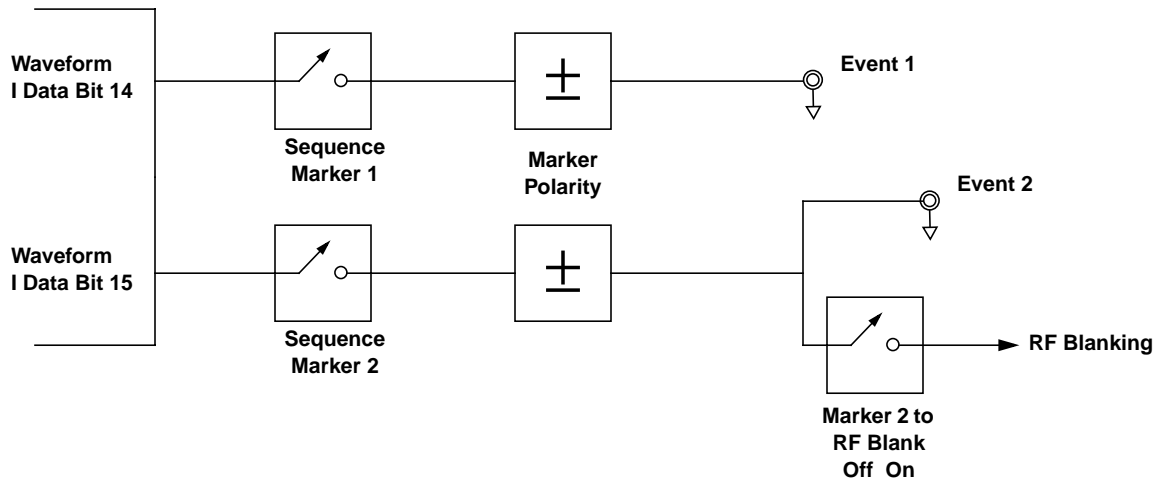 Waveform
I Data Bit 14
Sequence
Marker 1
±
Marker
Polarity
Event 1
Event 2
Waveform
I Data Bit 15
Sequence
Marker 2
±
RF Blanking
Marker 2 to
RF Blank
Off On